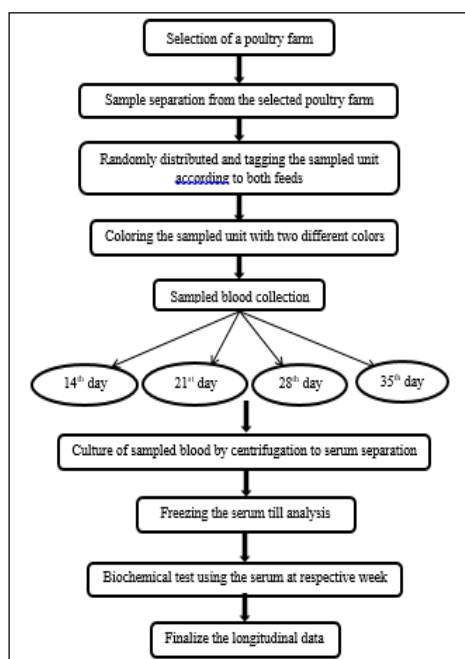 Selection of a poultry farm
Sample separation from the selected poultry farm
Randomly distributed and tagging the sampled unit
according to both feeds
Coloring the sampled unit with two different colors
Sampled blood collection
14th day
21st day
28th day
35th day
Culture of sampled blood by centrifugation to serum separation
Freezing the serum till analysis
Biochemical test using the serum at respective week
Finalize the longitudinal data